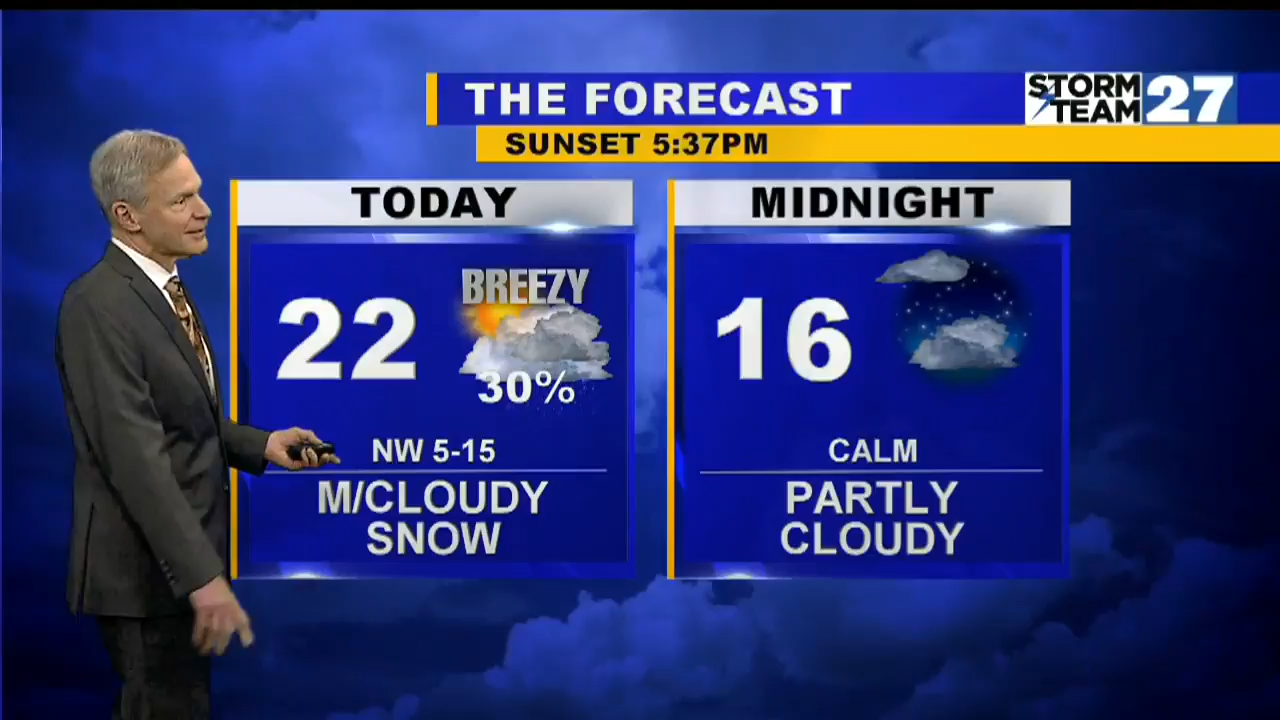 THE FORECAST
STORM
TEAM
27
SUNSET 5:37PM
TODAY
BREEZY
22
30%
NW 5-15
M/CLOUDY
SNOW
MIDNIGHT
16
CALM
PARTLY
CLOUDY